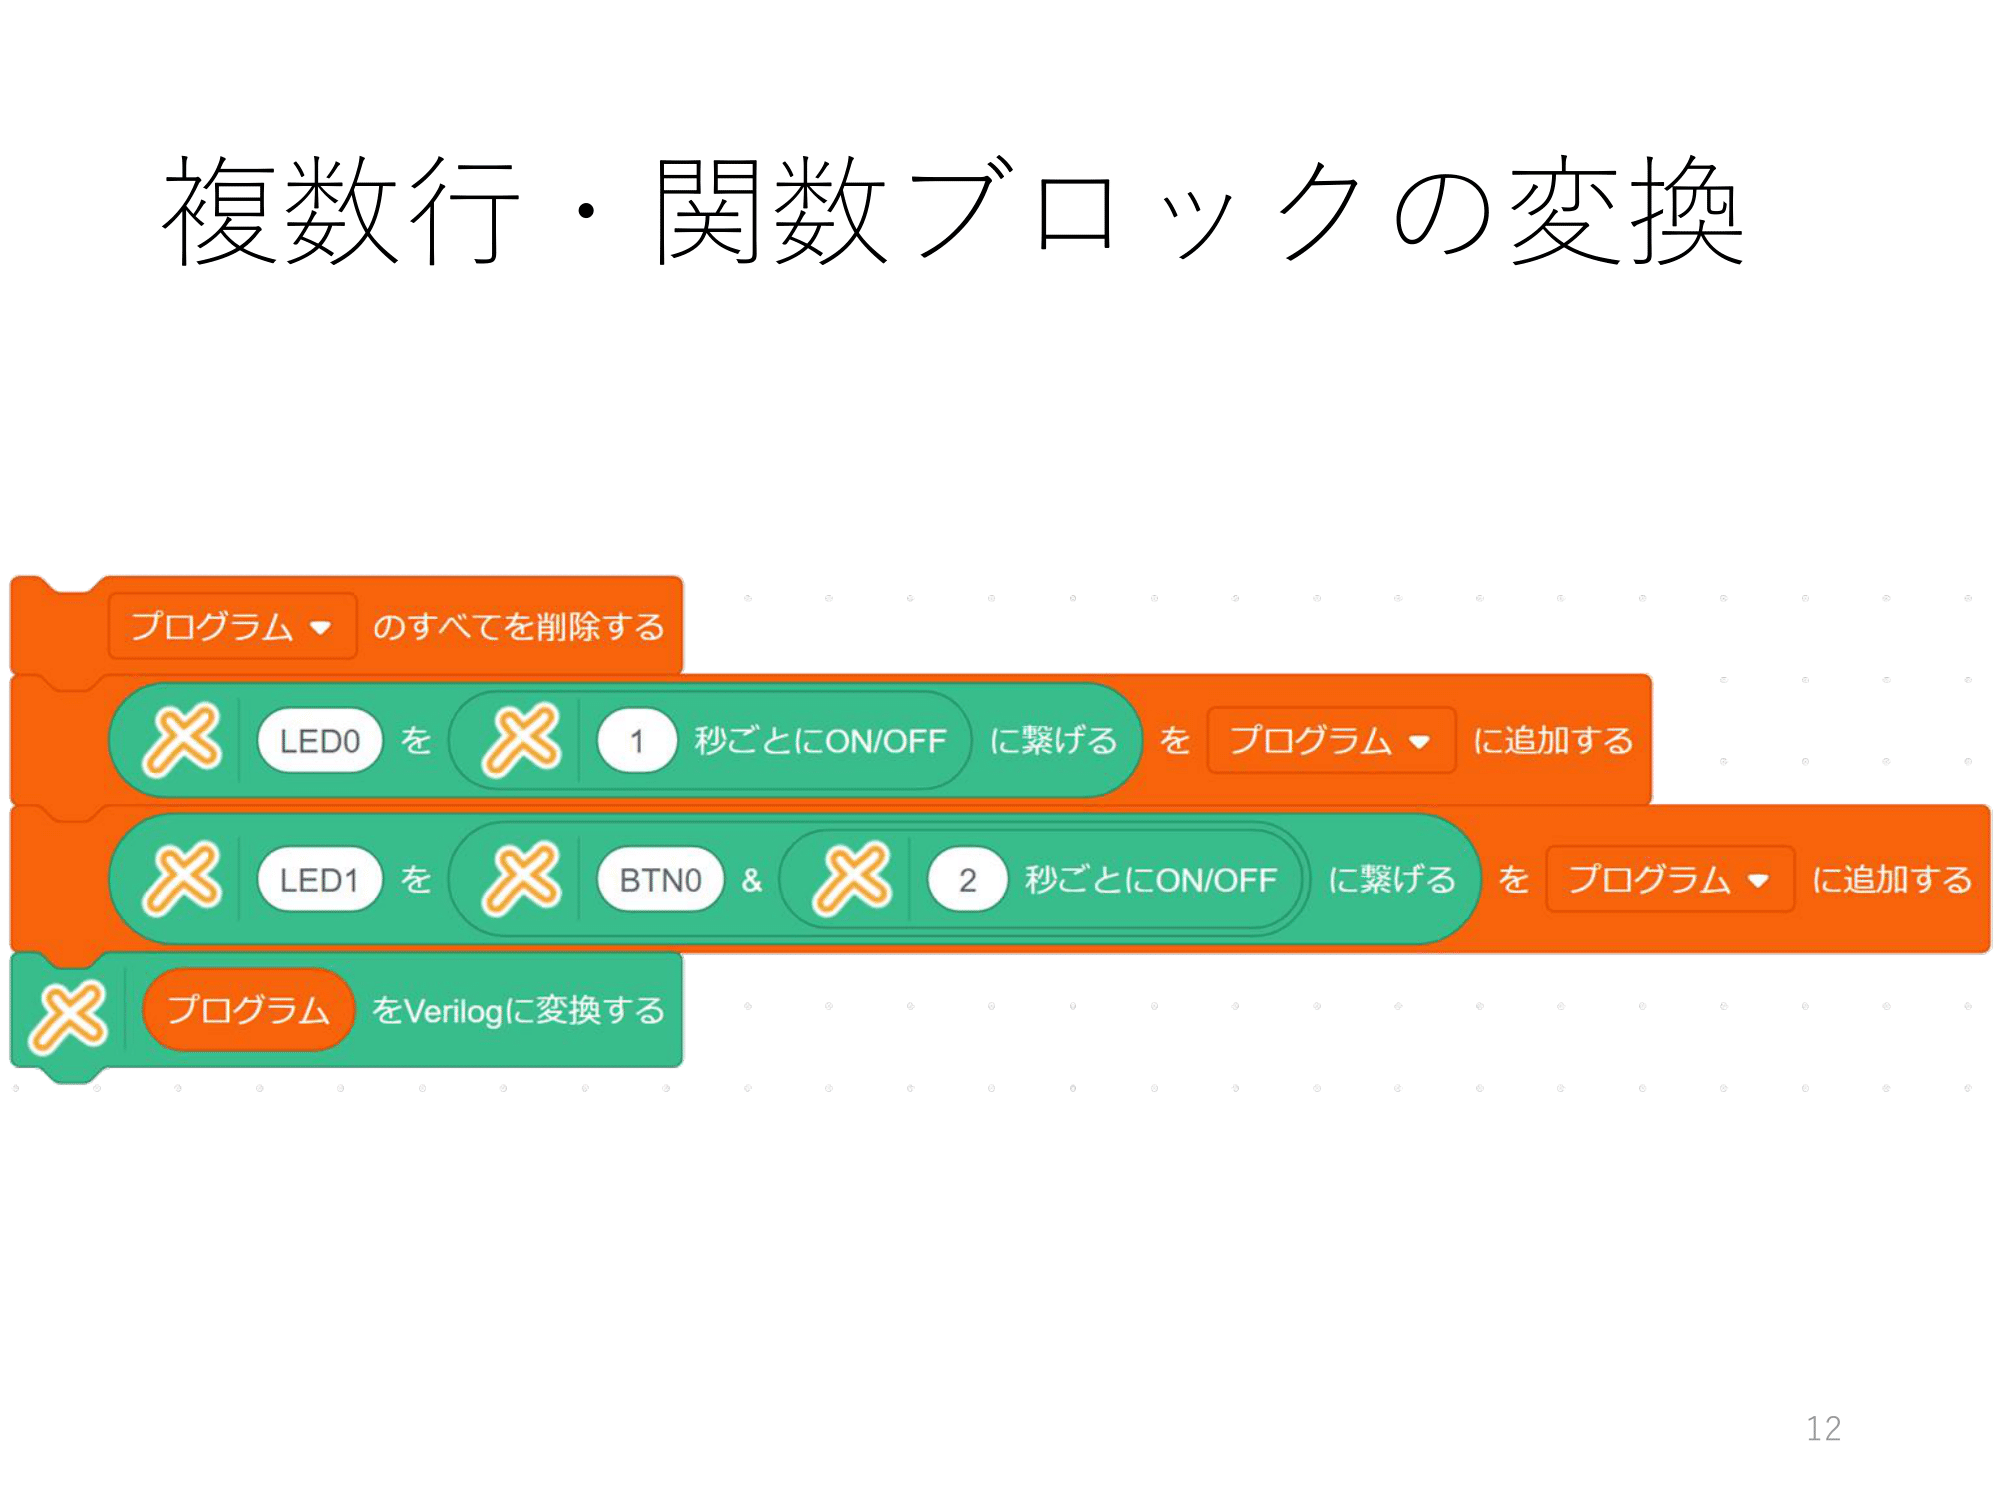 複数行・関数ブロックの変換
プログラム のすべてを削除する
LED0 を 1 秒ごとにON/OFF に繋げる を プログラム に追加する
LED1 を BTN0 & 2 秒ごとにON/OFF に繋げる を プログラム に追加する
プログラム をVerilogに変換する
12